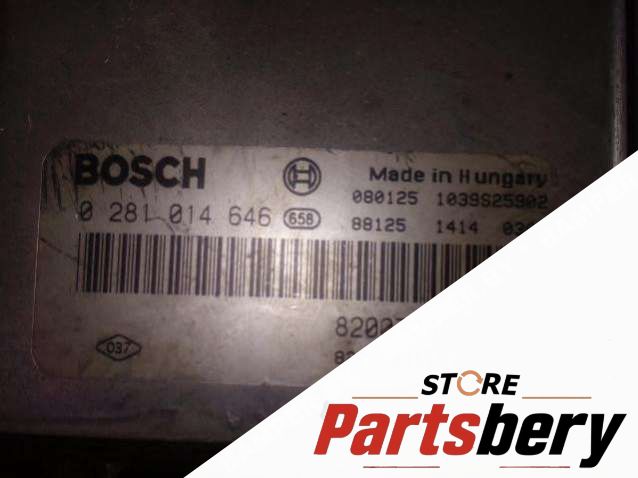 BOSCH
Made in Hungary
080125 1039S25902
0 281 014 646 658
88125 1414
037
STORE
Partsbery